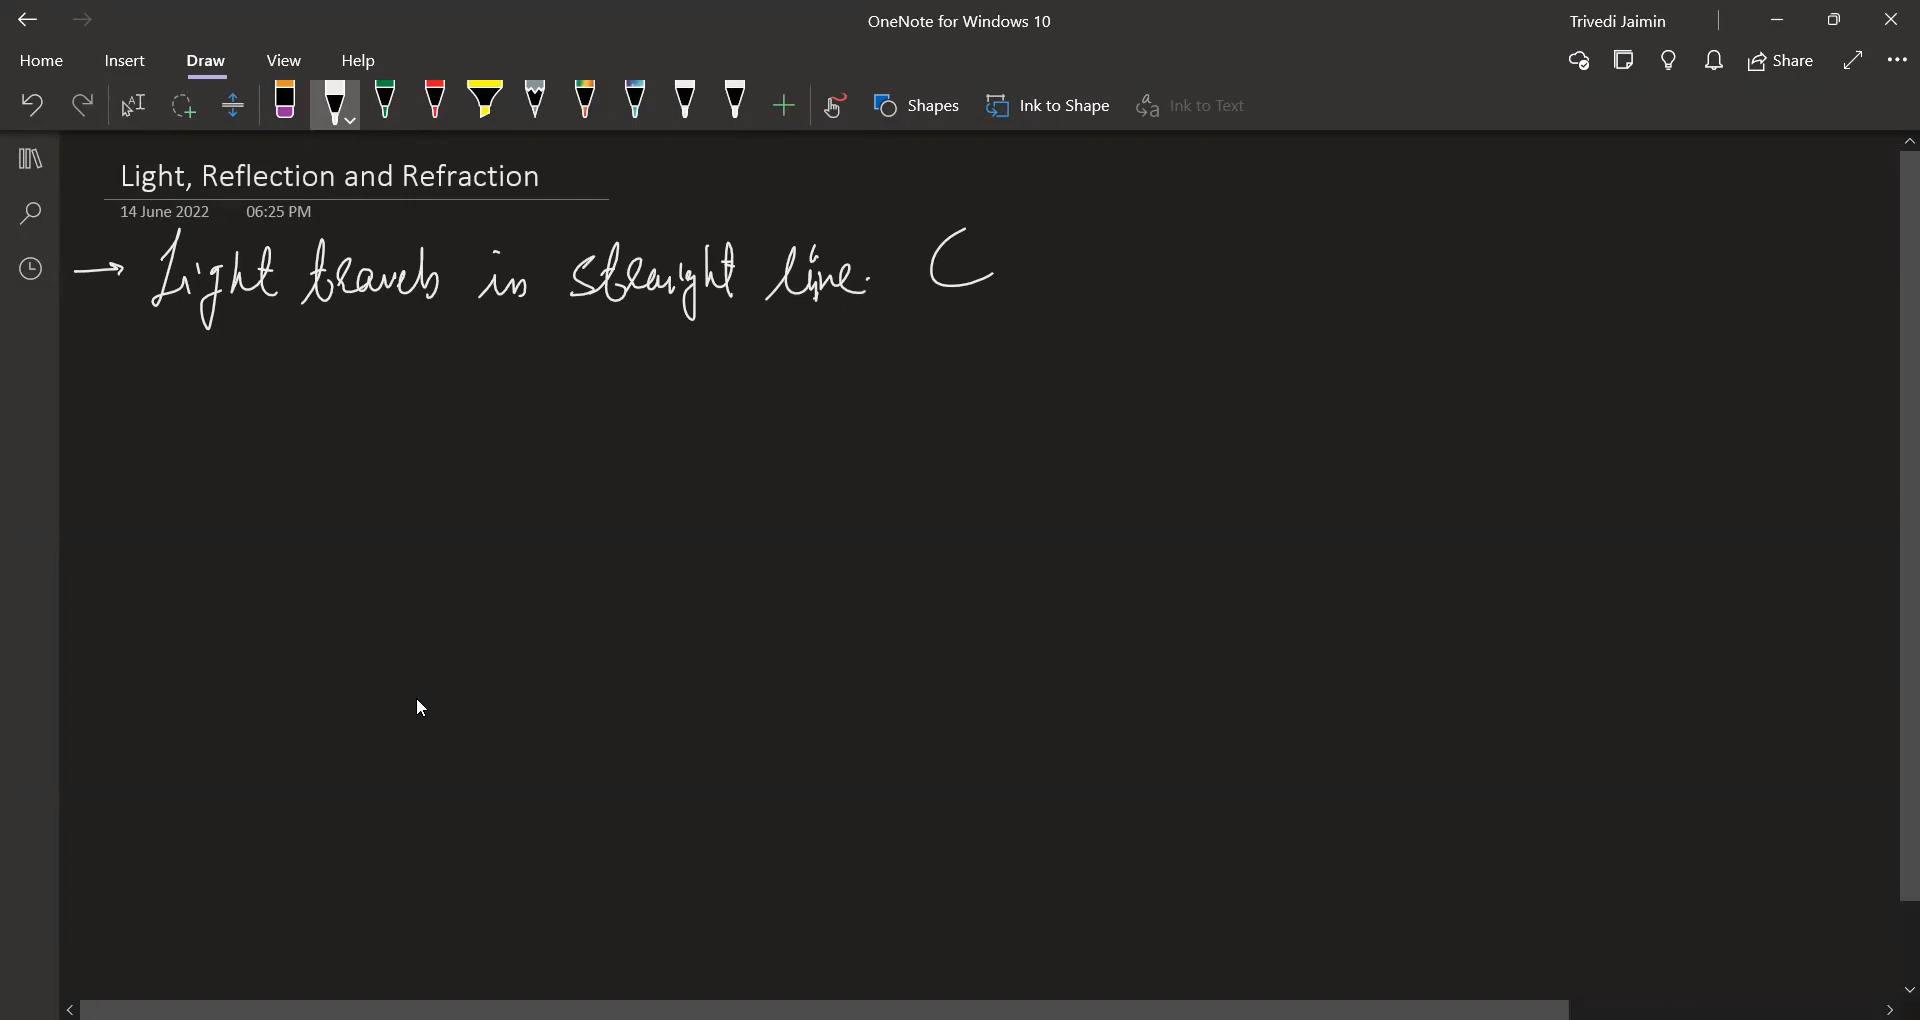 OneNote for Windows 10
Trivedi Jaimin
Home Insert Draw View Help
Share
Shapes Ink to Shape Ink to Text
Light, Reflection and Refraction
14 June 2022 06:25 PM
→ Light travels in straight line. C